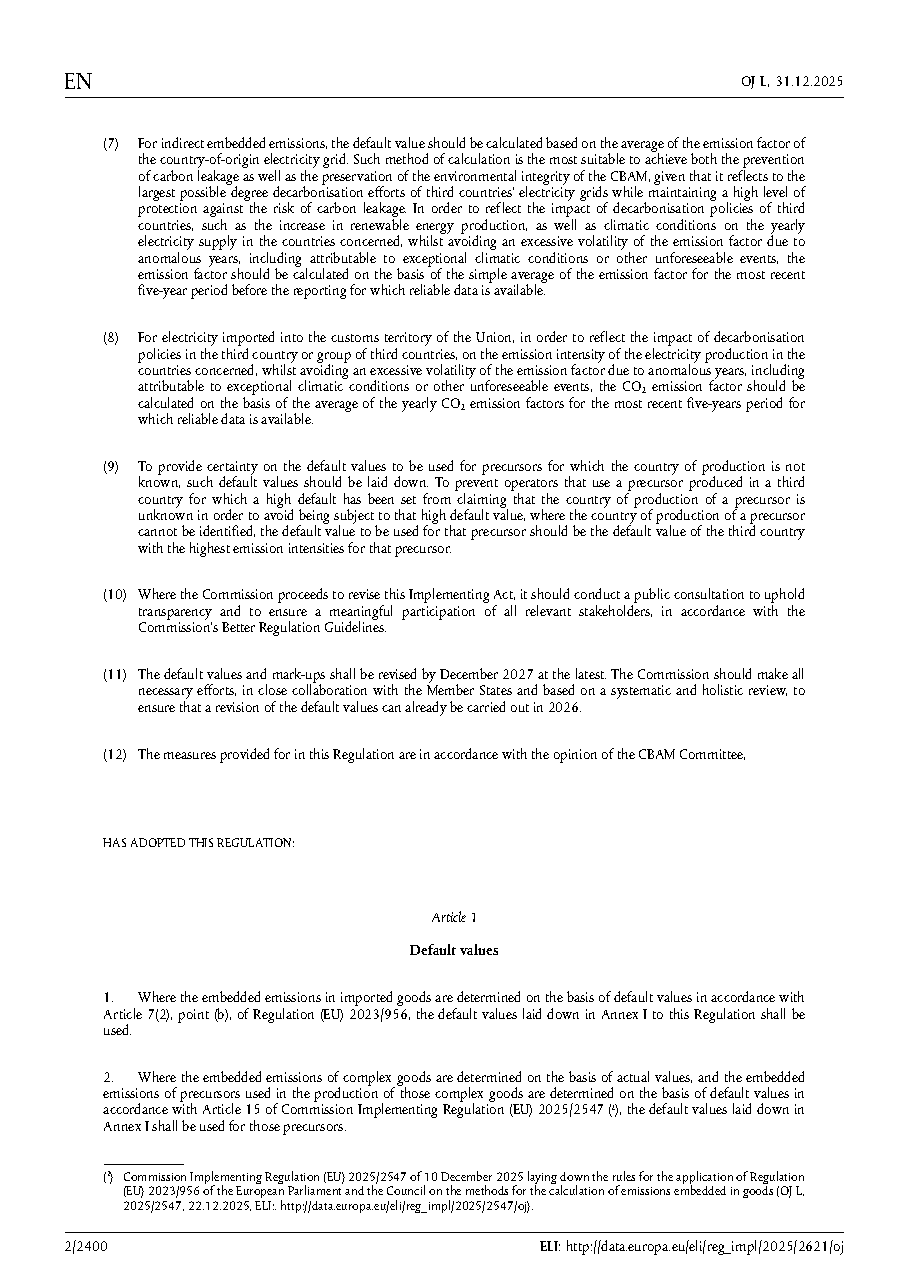 EN
OJ L, 31.12.2025
(7) For indirect embedded emissions, the default value should be calculated based on the average of the emission factor of
the country-of-origin electricity grid. Such method of calculation is the most suitable to achieve both the prevention
of carbon leakage as well as the preservation of the environmental integrity of the CBAM, given that it reflects to the
largest possible degree decarbonisation efforts of third countries' electricity grids while maintaining a high level of
protection against the risk of carbon leakage. In order to reflect the impact of decarbonisation policies of third
countries, such as the increase in renewable energy production, as well as climatic conditions on the yearly
electricity supply in the countries concerned, whilst avoiding an excessive volatility of the emission factor due to
anomalous years, including attributable to exceptional climatic conditions or other unforeseeable events, the
emission factor should be calculated on the basis of the simple average of the emission factor for the most recent
five-year period before the reporting for which reliable data is available.
(8) For electricity imported into the customs territory of the Union, in order to reflect the impact of decarbonisation
policies in the third country or group of third countries, on the emission intensity of the electricity production in the
countries concerned, whilst avoiding an excessive volatility of the emission factor due to anomalous years, including
attributable to exceptional climatic conditions or other unforeseeable events, the CO₂ emission factor should be
calculated on the basis of the average of the yearly CO₂ emission factors for the most recent five-years period for
which reliable data is available.
(9) To provide certainty on the default values to be used for precursors for which the country of production is not
known, such default values should be laid down. To prevent operators that use a precursor produced in a third
country for which a high default has been set from claiming that the country of production of a precursor is
unknown in order to avoid being subject to that high default value, where the country of production of a precursor
cannot be identified, the default value to be used for that precursor should be the default value of the third country
with the highest emission intensities for that precursor.
(10) Where the Commission proceeds to revise this Implementing Act, it should conduct a public consultation to uphold
transparency and to ensure a meaningful participation of all relevant stakeholders, in accordance with the
Commission's Better Regulation Guidelines.
(11) The default values and mark-ups shall be revised by December 2027 at the latest. The Commission should make all
necessary efforts, in close collaboration with the Member States and based on a systematic and holistic review, to
ensure that a revision of the default values can already be carried out in 2026.
(12) The measures provided for in this Regulation are in accordance with the opinion of the CBAM Committee,
HAS ADOPTED THIS REGULATION:
Article 1
Default values
1. Where the embedded emissions in imported goods are determined on the basis of default values in accordance with
Article 7(2), point (b), of Regulation (EU) 2023/956, the default values laid down in Annex I to this Regulation shall be
used.
2. Where the embedded emissions of complex goods are determined on the basis of actual values, and the embedded
emissions of precursors used in the production of those complex goods are determined on the basis of default values in
accordance with Article 15 of Commission Implementing Regulation (EU) 2025/2547 (⁴), the default values laid down in
Annex I shall be used for those precursors.
(⁴) Commission Implementing Regulation (EU) 2025/2547 of 10 December 2025 laying down the rules for the application of Regulation
(EU) 2023/956 of the European Parliament and the Council on the methods for the calculation of emissions embedded in goods (OJ L,
2025/2547, 22.12.2025, ELI:. http://data.europa.eu/eli/reg_impl/2025/2547/oj).
2/2400
ELI: http://data.europa.eu/eli/reg_impl/2025/2621/oj